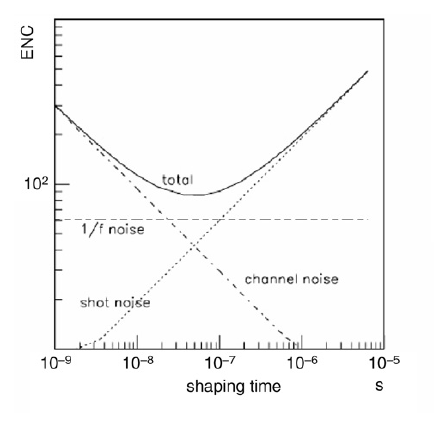 ENC
10²
total
1/f noise
channel noise
shot noise
10⁻⁹ 10⁻⁸ 10⁻⁷ 10⁻⁶ 10⁻⁵
shaping time s